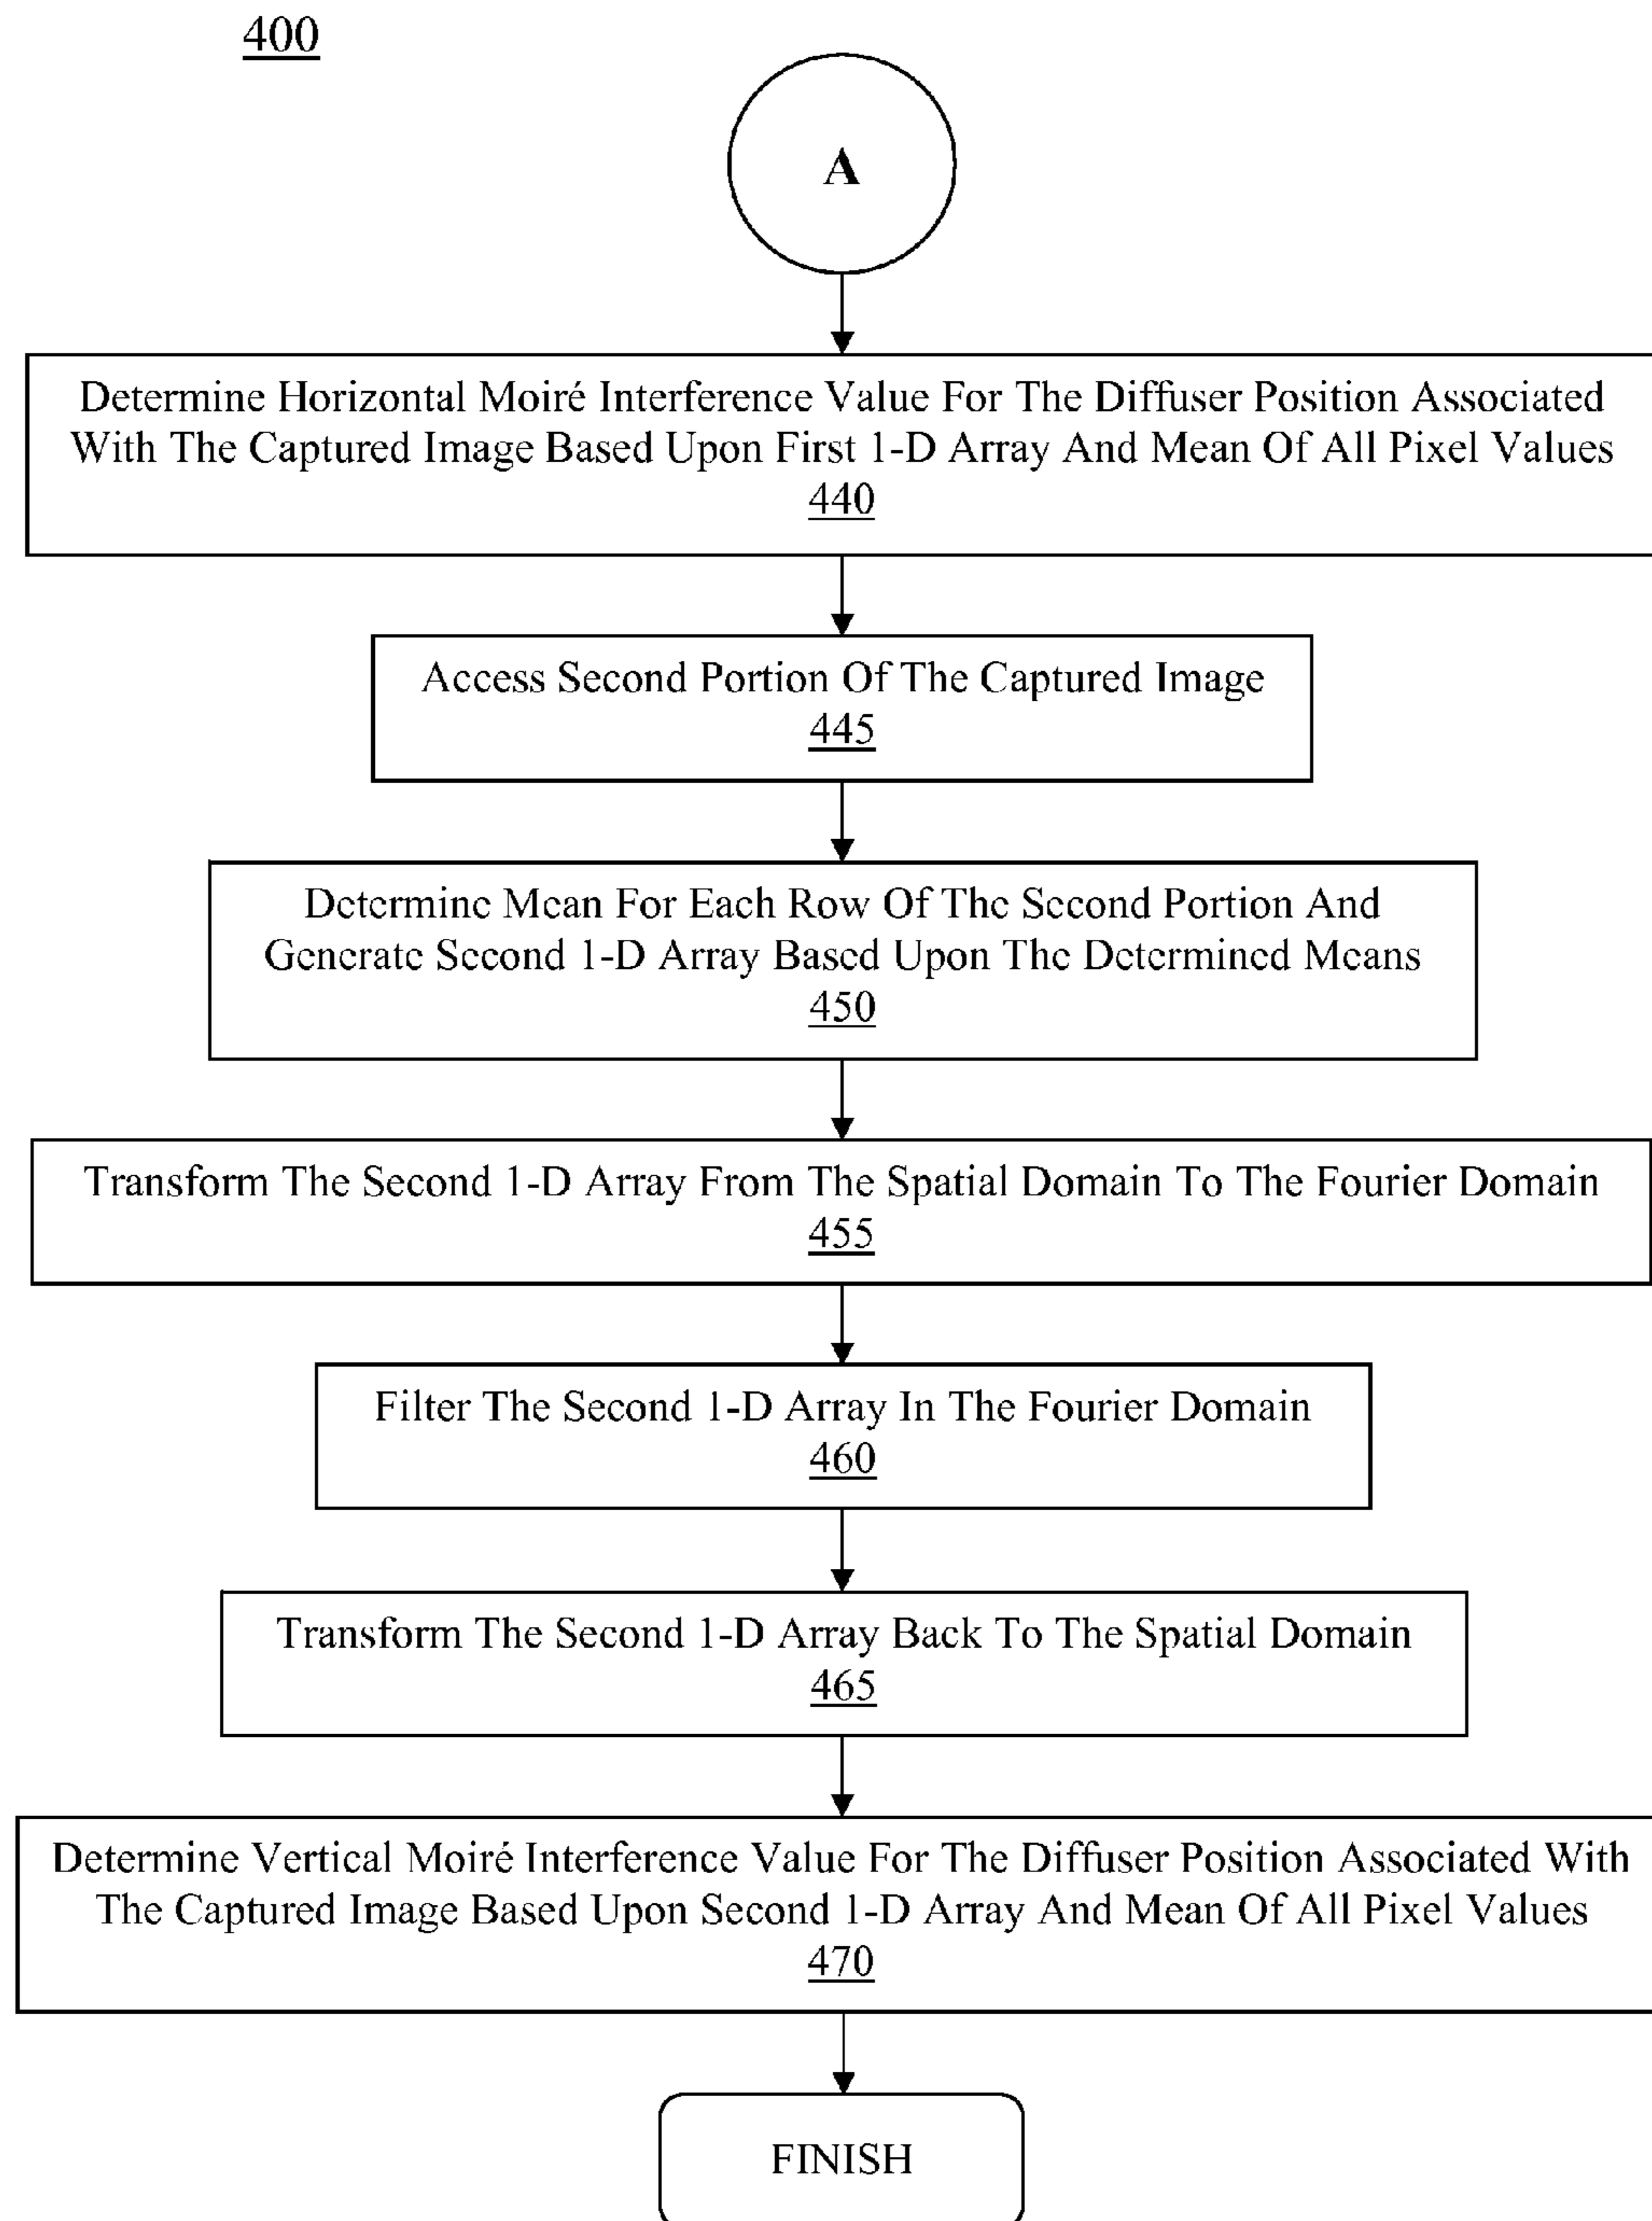 400
A
Determine Horizontal Moiré Interference Value For The Diffuser Position Associated
With The Captured Image Based Upon First 1-D Array And Mean Of All Pixel Values
440
Access Second Portion Of The Captured Image
445
Determine Mean For Each Row Of The Second Portion And
Generate Second 1-D Array Based Upon The Determined Means
450
Transform The Second 1-D Array From The Spatial Domain To The Fourier Domain
455
Filter The Second 1-D Array In The Fourier Domain
460
Transform The Second 1-D Array Back To The Spatial Domain
465
Determine Vertical Moiré Interference Value For The Diffuser Position Associated With
The Captured Image Based Upon Second 1-D Array And Mean Of All Pixel Values
470
FINISH